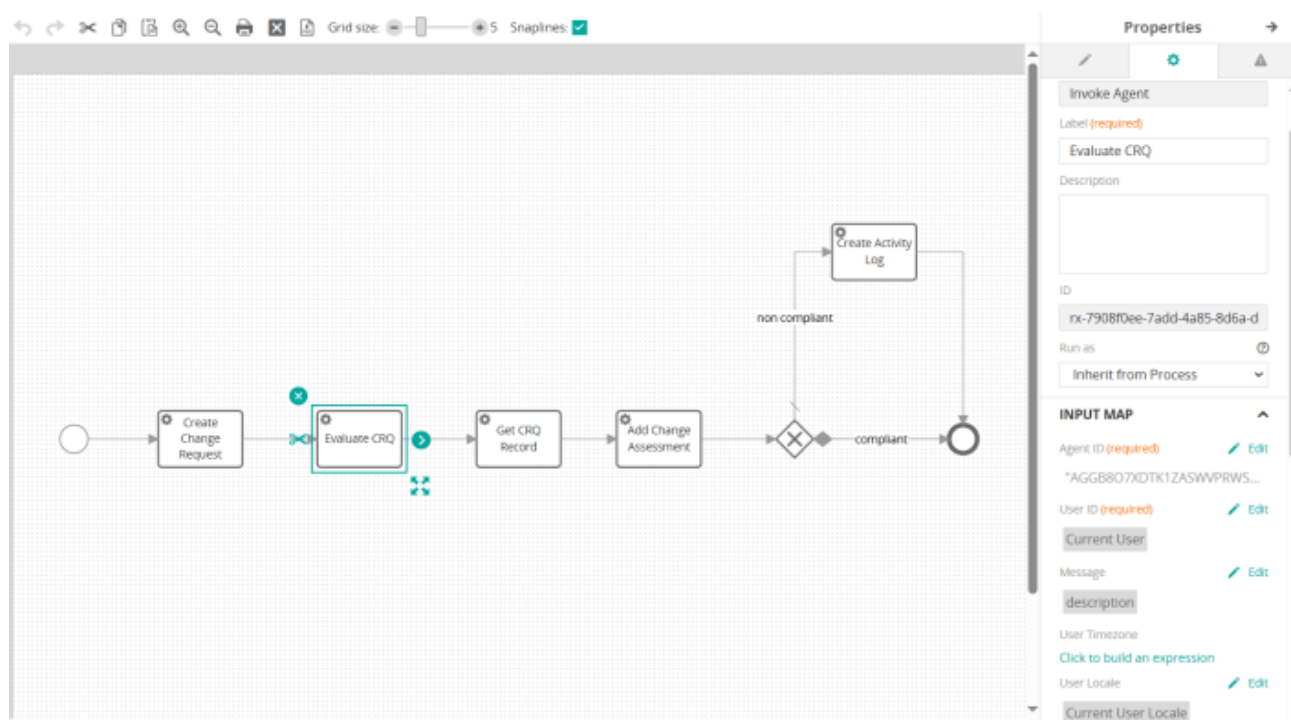 Grid size:
5
Snaplines:
Properties
Invoke Agent
Label (required)
Evaluate CRQ
Description
ID
rx-7908f0ee-7add-4a85-8d6a-d
Run as
Inherit from Process
INPUT MAP
Agent ID (required)
Edit
"AGGB8O7XDTK1ZASWVPRWS...
User ID (required)
Edit
Current User
Message
Edit
description
User Timezone
Click to build an expression
User Locale
Edit
Current User Locale
Create Activity
Log
non compliant
Create
Change
Request
Evaluate CRQ
Get CRQ
Record
Add Change
Assessment
compliant